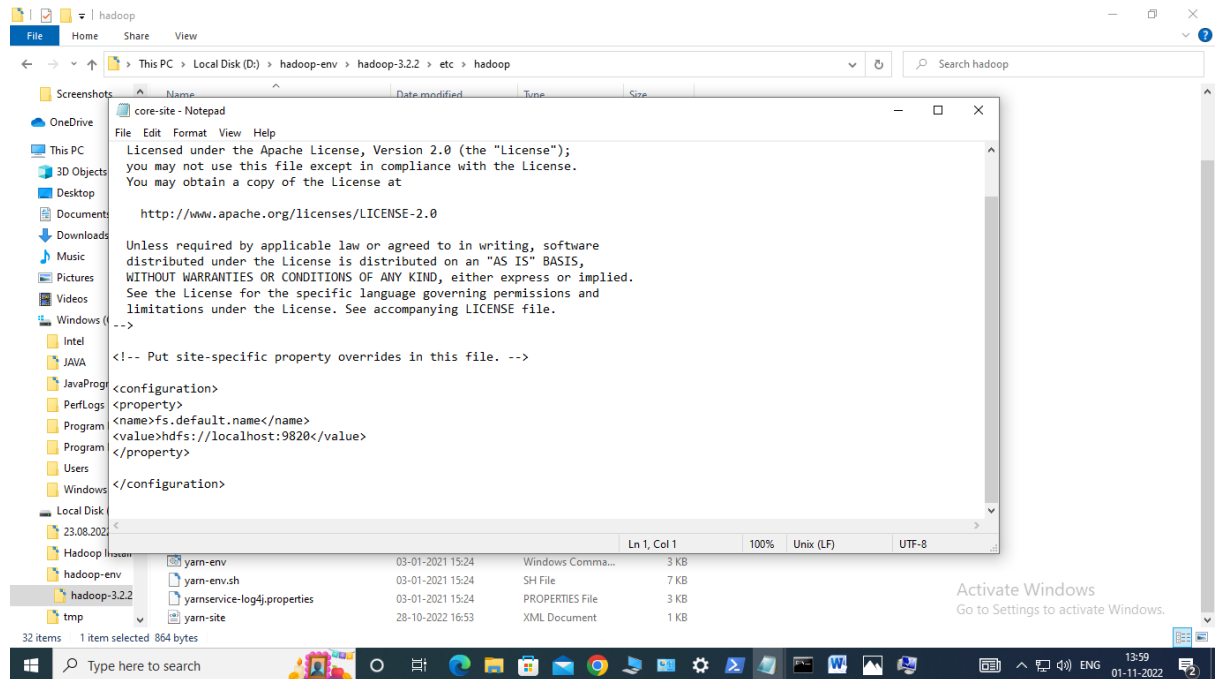 hadoop
File Home Share View
This PC > Local Disk (D:) > hadoop-env > hadoop-3.2.2 > etc > hadoop
Search hadoop
Screenshots
OneDrive
This PC
3D Objects
Desktop
Documents
Downloads
Music
Pictures
Videos
Windows (
Intel
JAVA
JavaProgr
PerfLogs
Program
Program
Users
Windows
Local Disk (
23.08.2022
Hadoop Install
hadoop-env
hadoop-3.2.2
tmp
Name Date modified Type Size
core-site - Notepad
File Edit Format View Help
Licensed under the Apache License, Version 2.0 (the "License");
you may not use this file except in compliance with the License.
You may obtain a copy of the License at
http://www.apache.org/licenses/LICENSE-2.0
Unless required by applicable law or agreed to in writing, software
distributed under the License is distributed on an "AS IS" BASIS,
WITHOUT WARRANTIES OR CONDITIONS OF ANY KIND, either express or implied.
See the License for the specific language governing permissions and
limitations under the License. See accompanying LICENSE file.
-->
<!-- Put site-specific property overrides in this file. -->
<configuration>
<property>
<name>fs.default.name</name>
<value>hdfs://localhost:9820</value>
</property>
</configuration>
Ln 1, Col 1 100% Unix (LF) UTF-8
yarn-env 03-01-2021 15:24 Windows Comma... 3 KB
yarn-env.sh 03-01-2021 15:24 SH File 7 KB
yarnservice-log4j.properties 03-01-2021 15:24 PROPERTIES File 3 KB
yarn-site 28-10-2022 16:53 XML Document 1 KB
Activate Windows
Go to Settings to activate Windows.
32 items 1 item selected 864 bytes
Type here to search
ENG
13:59
01-11-2022
2